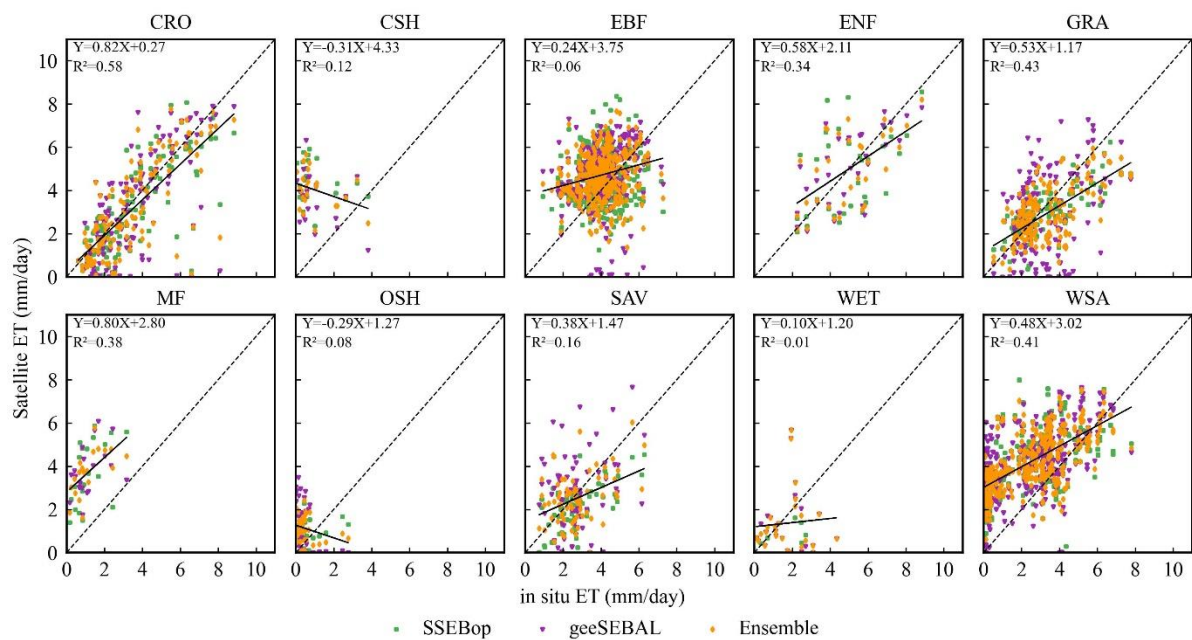 CRO
CSH
EBF
ENF
GRA
Y=0.82X+0.27
R²=0.58
Y=-0.31X+4.33
R²=0.12
Y=0.24X+3.75
R²=0.06
Y=0.58X+2.11
R²=0.34
Y=0.53X+1.17
R²=0.43
10
8
6
4
2
0
MF
OSH
SAV
WET
WSA
Y=0.80X+2.80
R²=0.38
Y=-0.29X+1.27
R²=0.08
Y=0.38X+1.47
R²=0.16
Y=0.10X+1.20
R²=0.01
Y=0.48X+3.02
R²=0.41
10
8
6
4
2
0
Satellite ET (mm/day)
0 2 4 6 8 10
0 2 4 6 8 10
0 2 4 6 8 10
0 2 4 6 8 10
0 2 4 6 8 10
in situ ET (mm/day)
SSEBop geeSEBAL Ensemble